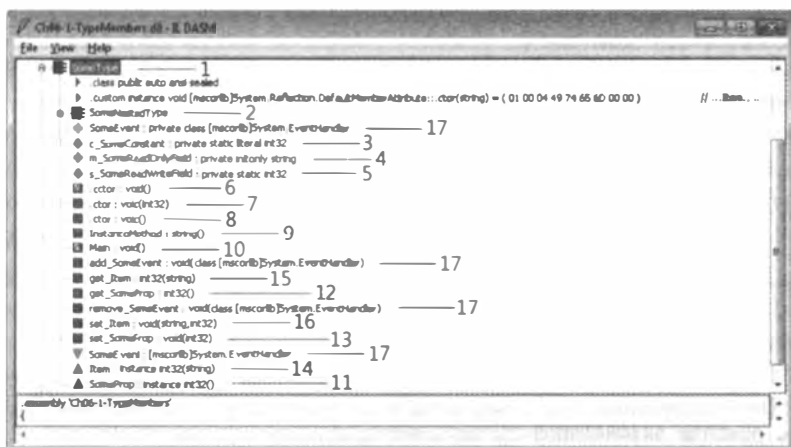 Ch06-1-TypeMembers.dll - IL DASM
File View Help
SomeType 1
.class public auto ansi sealed
.custom instance void [mscorlib]System.Reflection.DefaultMemberAttribute::.ctor(string) = ( 01 00 04 49 74 65 6D 00 00 ) // ...Item....
SomeNestedType 2
SomeEvent : private class [mscorlib]System.EventHandler 17
c_SomeConstant : private static literal int32 3
m_SomeReadOnlyField : private initonly string 4
s_SomeReadWriteField : private static int32 5
.cctor : void() 6
.ctor : void(int32) 7
.ctor : void() 8
InstanceMethod : string() 9
Main : void() 10
add_SomeEvent : void(class [mscorlib]System.EventHandler) 17
get_Item : int32(string) 15
get_SomeProp : int32() 12
remove_SomeEvent : void(class [mscorlib]System.EventHandler) 17
set_Item : void(string,int32) 16
set_SomeProp : void(int32) 13
SomeEvent : [mscorlib]System.EventHandler 17
Item : instance int32(string) 14
SomeProp : instance int32() 11
.assembly 'Ch06-1-TypeMembers'
{